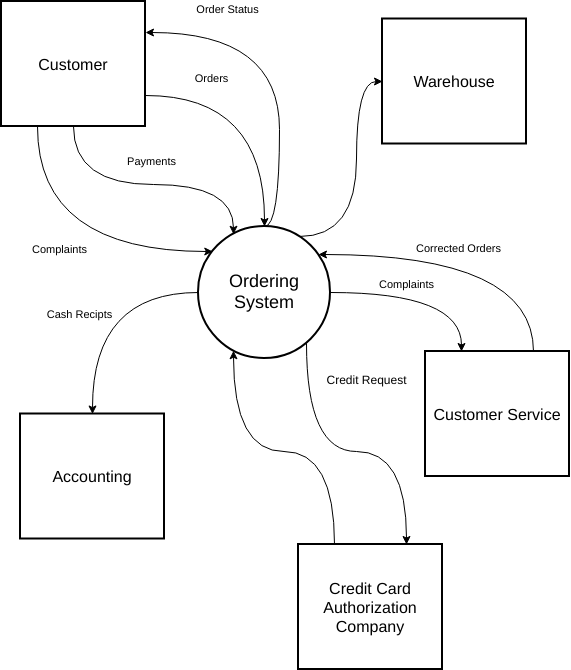 Order Status
Customer
Warehouse
Orders
Payments
Complaints
Corrected Orders
Ordering
System
Complaints
Cash Recipts
Credit Request
Customer Service
Accounting
Credit Card
Authorization
Company